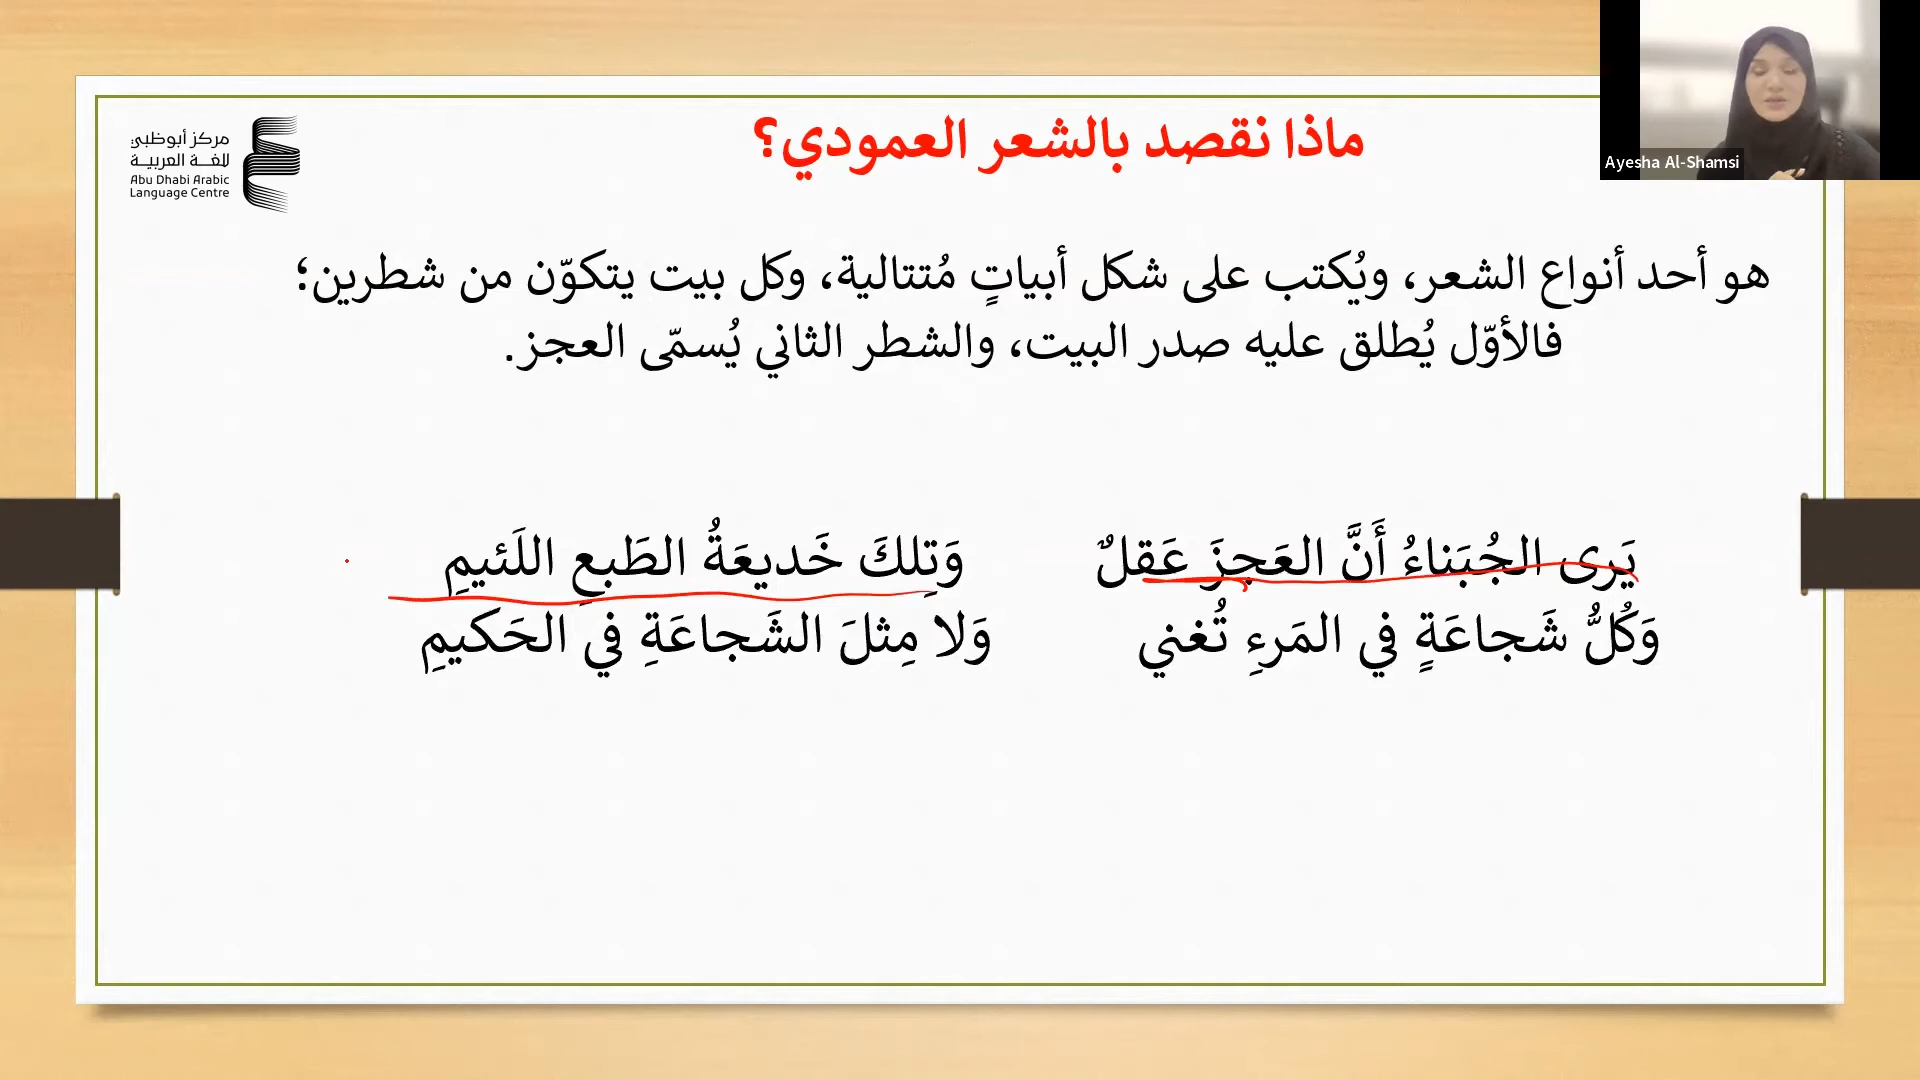 ماذا نقصد بالشعر العمودي؟
مركز أبوظبي
للغة العربية
Abu Dhabi Arabic
Language Centre
Ayesha Al-Shamsi
هو أحد أنواع الشعر، ويُكتب على شكل أبياتٍ مُتتالية، وكل بيت يتكوّن من شطرين؛
فالأوّل يُطلق عليه صدر البيت، والشطر الثاني يُسمّى العجز.
يَرى الجُبَناءُ أَنَّ العَجزَ عَقلٌ وَتِلكَ خَديعَةُ الطَبعِ اللَئيمِ
وَكُلُّ شَجاعَةٍ في المَرءِ تُغني وَلا مِثلَ الشَجاعَةِ في الحَكيمِ